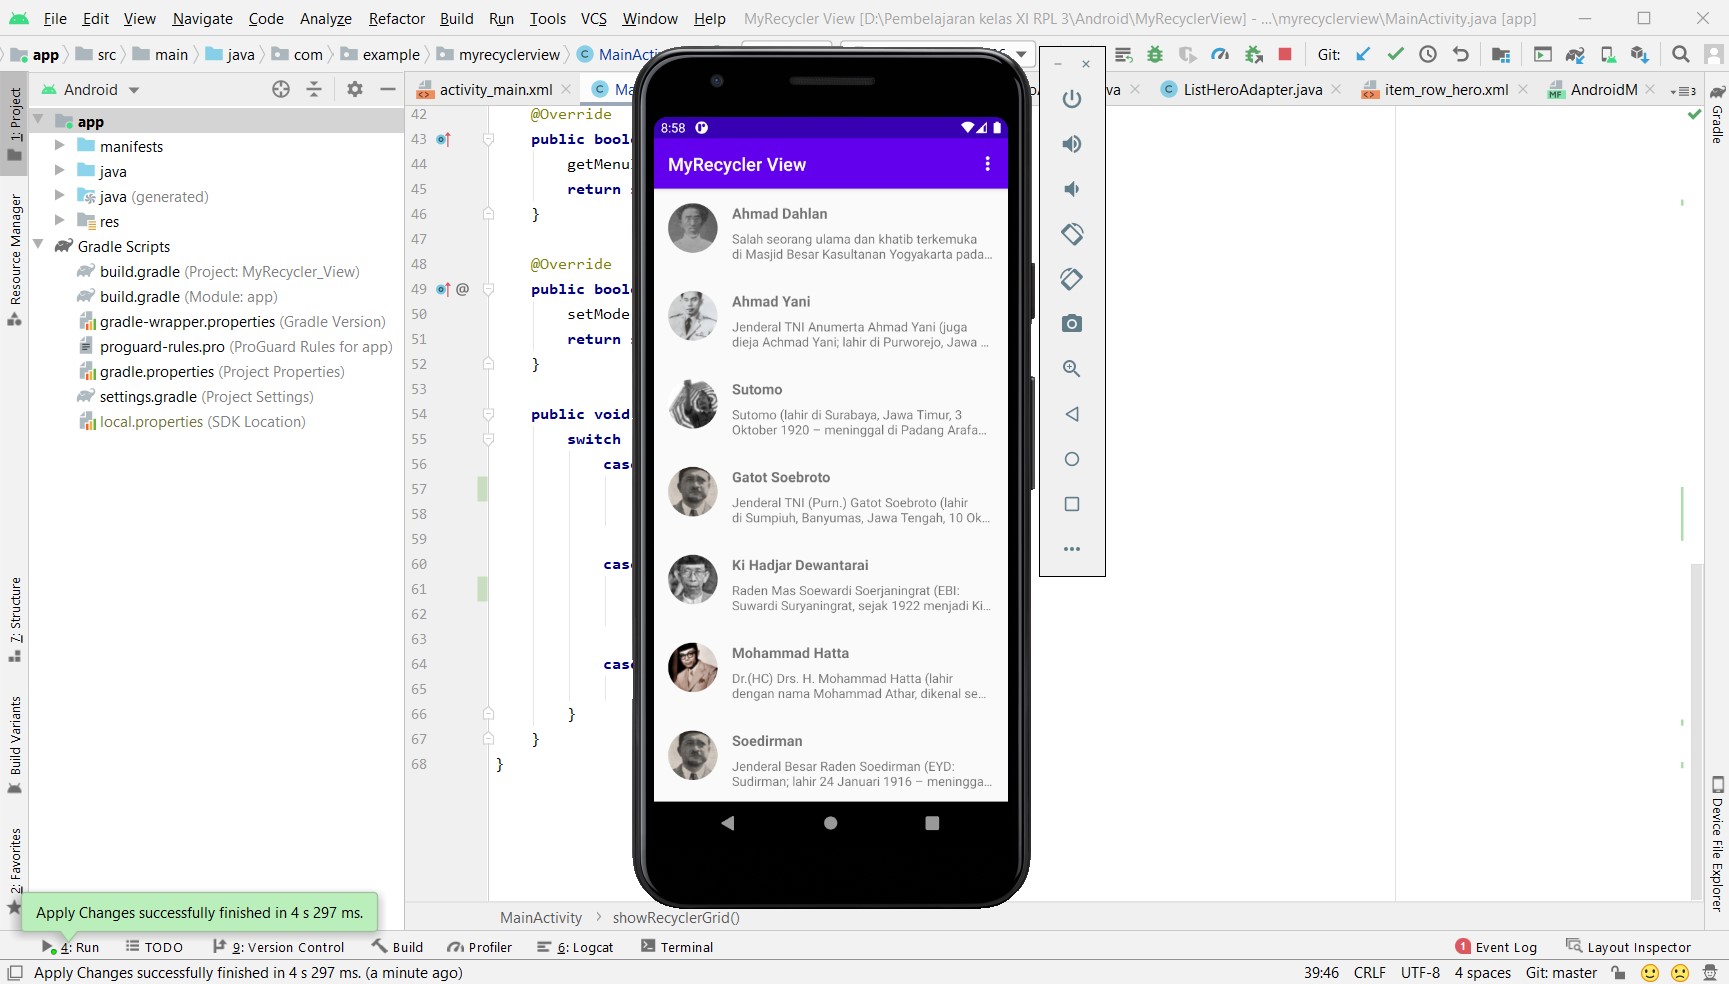 File Edit View Navigate Code Analyze Refactor Build Run Tools VCS Window Help MyRecycler View [D:\Pembelajaran kelas XI RPL 3\Android\MyRecyclerView] - ...\myrecyclerview\MainActivity.java [app]
app src main java com example myrecyclerview MainActi Git:
Android
activity_main.xml Ma va ListHeroAdapter.java item_row_hero.xml AndroidM
1: Project
Resource Manager
7: Structure
Build Variants
2: Favorites
app
manifests
java
java (generated)
res
Gradle Scripts
build.gradle (Project: MyRecycler_View)
build.gradle (Module: app)
gradle-wrapper.properties (Gradle Version)
proguard-rules.pro (ProGuard Rules for app)
gradle.properties (Project Properties)
settings.gradle (Project Settings)
local.properties (SDK Location)
42 @Override
43 public boole
44 getMenuI
45 return
46 }
47
48 @Override
49 @ public boole
50 setMode
51 return
52 }
53
54 public void
55 switch
56 case
57
58
59
60 case
61
62
63
64 case
65
66 }
67 }
68 }
8:58
MyRecycler View
Ahmad Dahlan
Salah seorang ulama dan khatib terkemuka
di Masjid Besar Kasultanan Yogyakarta pada...
Ahmad Yani
Jenderal TNI Anumerta Ahmad Yani (juga
dieja Achmad Yani; lahir di Purworejo, Jawa ...
Sutomo
Sutomo (lahir di Surabaya, Jawa Timur, 3
Oktober 1920 – meninggal di Padang Arafa...
Gatot Soebroto
Jenderal TNI (Purn.) Gatot Soebroto (lahir
di Sumpiuh, Banyumas, Jawa Tengah, 10 Ok...
Ki Hadjar Dewantarai
Raden Mas Soewardi Soerjaningrat (EBI:
Suwardi Suryaningrat, sejak 1922 menjadi Ki...
Mohammad Hatta
Dr.(HC) Drs. H. Mohammad Hatta (lahir
dengan nama Mohammad Athar, dikenal se...
Soedirman
Jenderal Besar Raden Soedirman (EYD:
Sudirman; lahir 24 Januari 1916 – meningga...
Gradle
Device File Explorer
Apply Changes successfully finished in 4 s 297 ms.
MainActivity showRecyclerGrid()
4: Run TODO 9: Version Control Build Profiler 6: Logcat Terminal 1 Event Log Layout Inspector
Apply Changes successfully finished in 4 s 297 ms. (a minute ago) 39:46 CRLF UTF-8 4 spaces Git: master